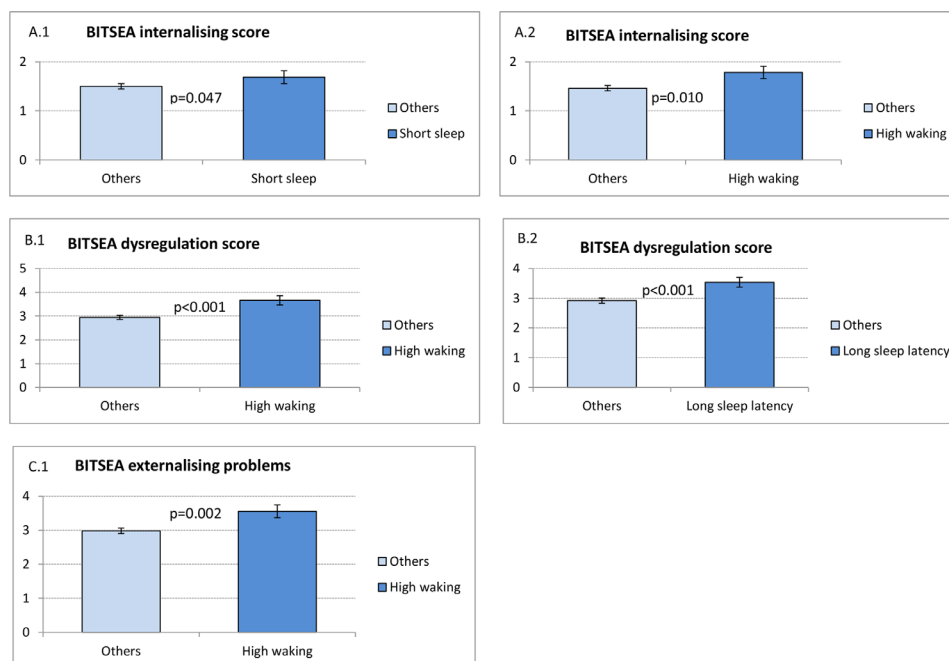 A.1 BITSEA internalising score
2
1
0
p=0.047
Others
Short sleep
Others Short sleep
A.2 BITSEA internalising score
2
1
0
p=0.010
Others
High waking
Others High waking
B.1 BITSEA dysregulation score
5
4
3
2
1
0
p<0.001
Others
High waking
Others High waking
B.2 BITSEA dysregulation score
4
3
2
1
0
p<0.001
Others
Long sleep latency
Others Long sleep latency
C.1 BITSEA externalising problems
4
3
2
1
0
p=0.002
Others
High waking
Others High waking